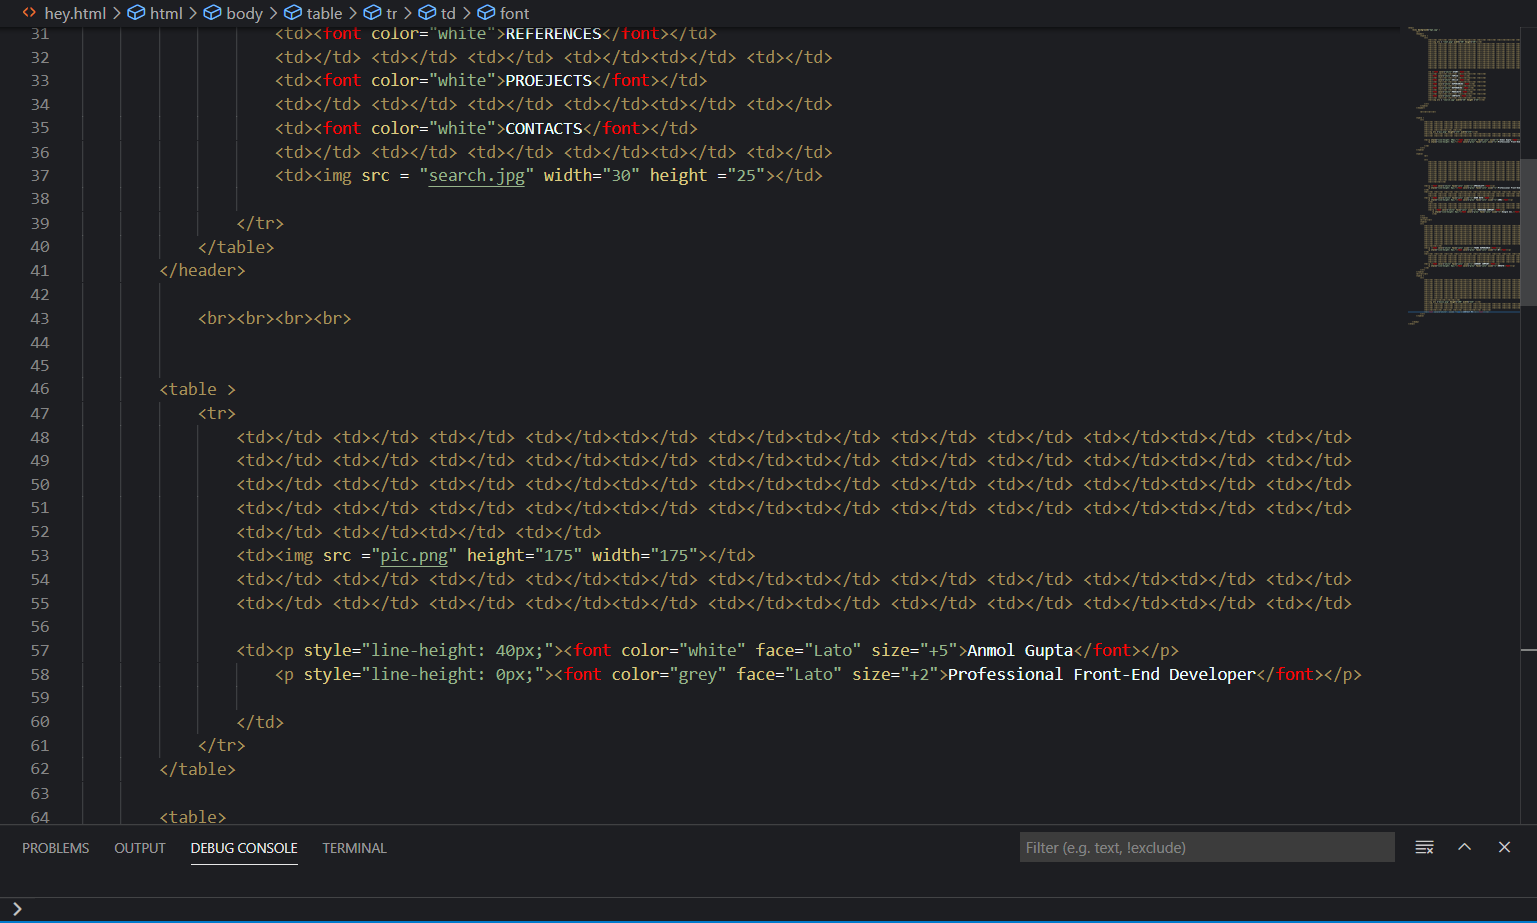 hey.html > html > body > table > tr > td > font
31 <td><font color="white">REFERENCES</font></td>
32 <td></td> <td></td> <td></td> <td></td><td></td> <td></td>
33 <td><font color="white">PROEJECTS</font></td>
34 <td></td> <td></td> <td></td> <td></td><td></td> <td></td>
35 <td><font color="white">CONTACTS</font></td>
36 <td></td> <td></td> <td></td> <td></td><td></td> <td></td>
37 <td><img src = "search.jpg" width="30" height ="25"></td>
38
39 </tr>
40 </table>
41 </header>
42
43 <br><br><br><br>
44
45
46 <table >
47 <tr>
48 <td></td> <td></td> <td></td> <td></td><td></td> <td></td><td></td> <td></td> <td></td> <td></td><td></td> <td></td>
49 <td></td> <td></td> <td></td> <td></td><td></td> <td></td><td></td> <td></td> <td></td> <td></td><td></td> <td></td>
50 <td></td> <td></td> <td></td> <td></td><td></td> <td></td><td></td> <td></td> <td></td> <td></td><td></td> <td></td>
51 <td></td> <td></td> <td></td> <td></td><td></td> <td></td><td></td> <td></td> <td></td> <td></td><td></td> <td></td>
52 <td></td> <td></td><td></td> <td></td>
53 <td><img src ="pic.png" height="175" width="175"></td>
54 <td></td> <td></td> <td></td> <td></td><td></td> <td></td><td></td> <td></td> <td></td> <td></td><td></td> <td></td>
55 <td></td> <td></td> <td></td> <td></td><td></td> <td></td><td></td> <td></td> <td></td> <td></td><td></td> <td></td>
56
57 <td><p style="line-height: 40px;"><font color="white" face="Lato" size="+5">Anmol Gupta</font></p>
58 <p style="line-height: 0px;"><font color="grey" face="Lato" size="+2">Professional Front-End Developer</font></p>
59
60 </td>
61 </tr>
62 </table>
63
64 <table>
PROBLEMS OUTPUT DEBUG CONSOLE TERMINAL Filter (e.g. text, !exclude)